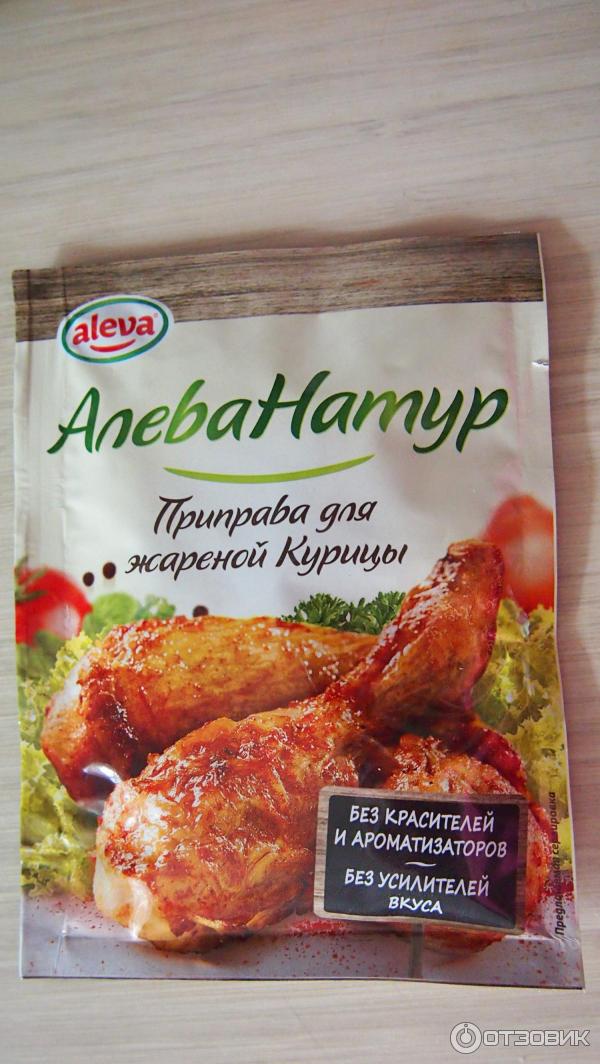 aleva
АлеваНатур
Приправа для
жареной Курицы
БЕЗ КРАСИТЕЛЕЙ
И АРОМАТИЗАТОРОВ
БЕЗ УСИЛИТЕЛЕЙ
ВКУСА
ОТЗОВИК